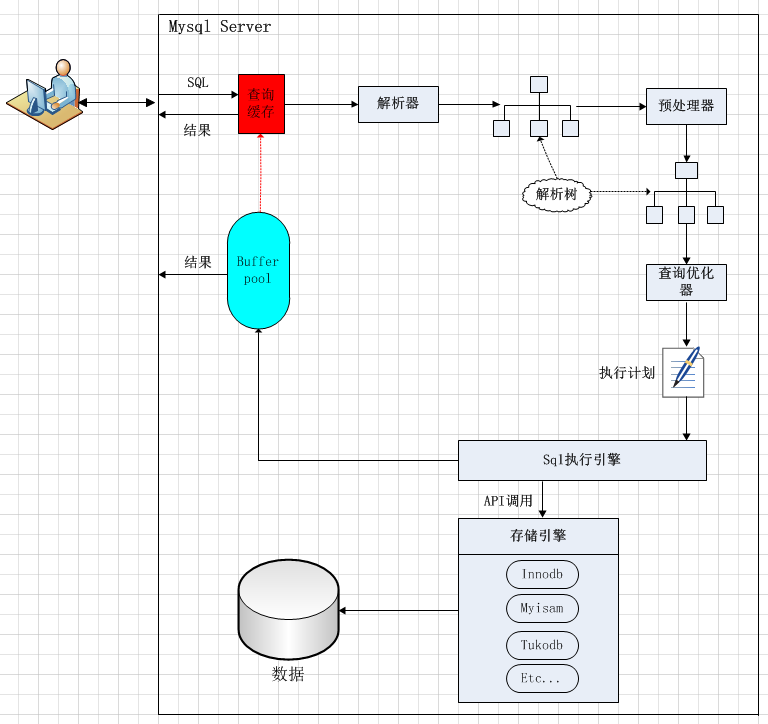 Mysql Server
SQL
查询
缓存
结果
解析器
预处理器
解析树
Buffer
pool
结果
查询优化
器
执行计划
Sql执行引擎
API调用
存储引擎
Innodb
Myisam
Tukodb
Etc...
数据